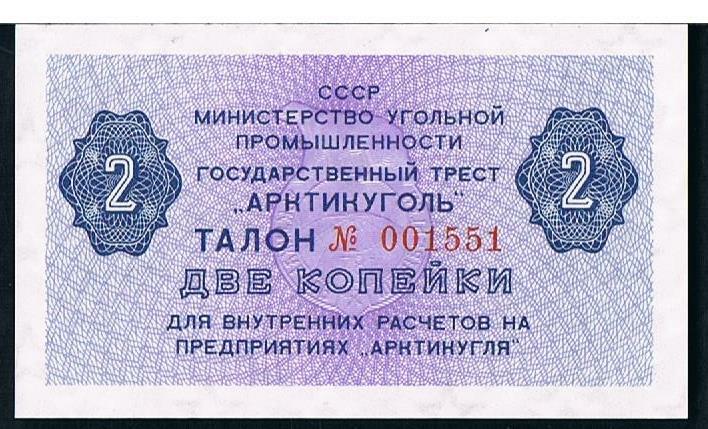 СССР
МИНИСТЕРСТВО УГОЛЬНОЙ
ПРОМЫШЛЕННОСТИ
ГОСУДАРСТВЕННЫЙ ТРЕСТ
„АРКТИКУГОЛЬ"
2
2
ТАЛОН № 001551
ДВЕ КОПЕЙКИ
ДЛЯ ВНУТРЕННИХ РАСЧЕТОВ НА
ПРЕДПРИЯТИЯХ „АРКТИКУГЛЯ"